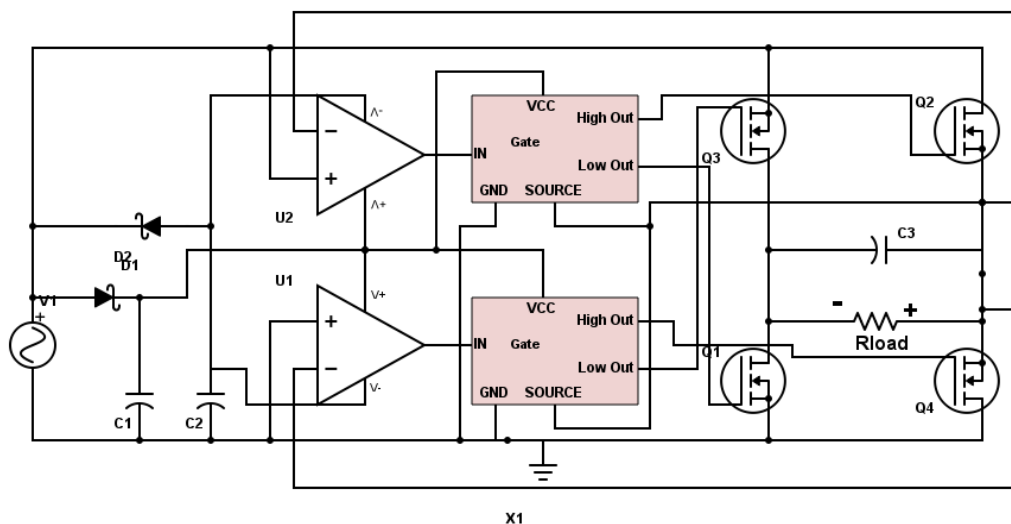 V-
VCC
High Out
Q2
Gate
IN
Low Out
Q3
GND SOURCE
U2
V+
C3
D2
D1
U1
V1
+
V+
VCC
- +
High Out
Rload
IN
Gate
Q1
Low Out
V-
GND SOURCE
C1
C2
Q4
X1